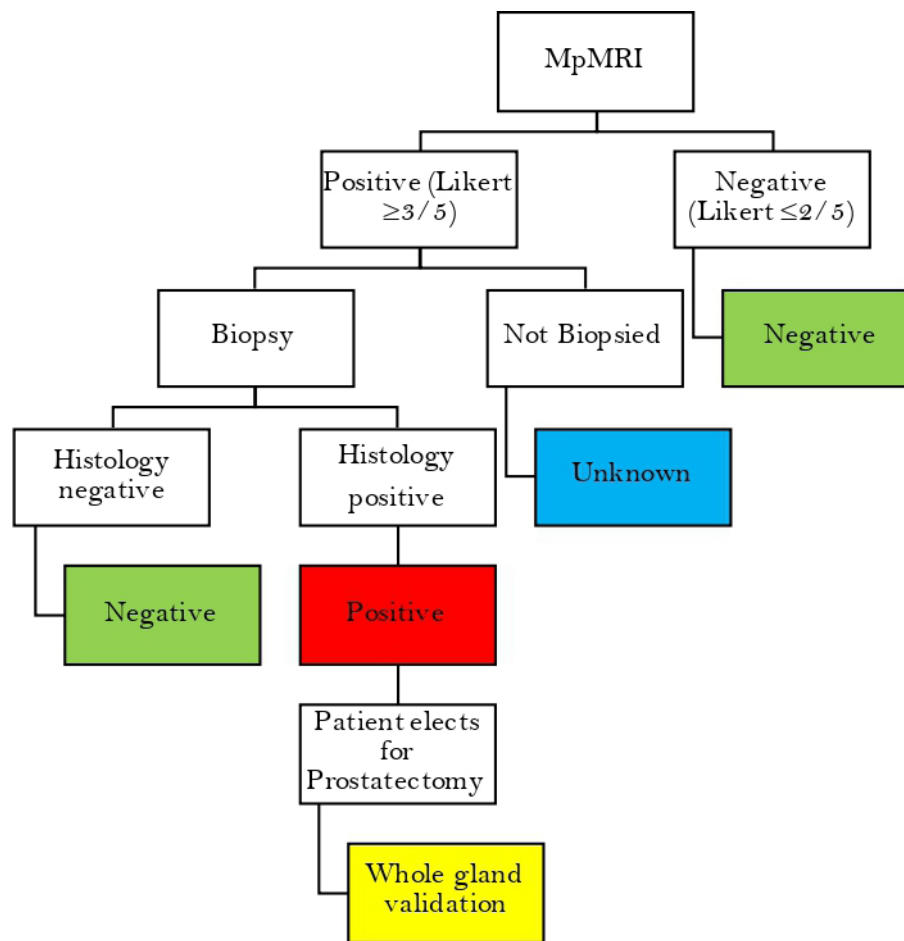 MpMRI
Positive (Likert
≥3/5)
Negative
(Likert ≤2/5)
Biopsy
Not Biopsied
Negative
Histology
negative
Histology
positive
Unknown
Negative
Positive
Patient elects
for
Prostatectomy
Whole gland
validation